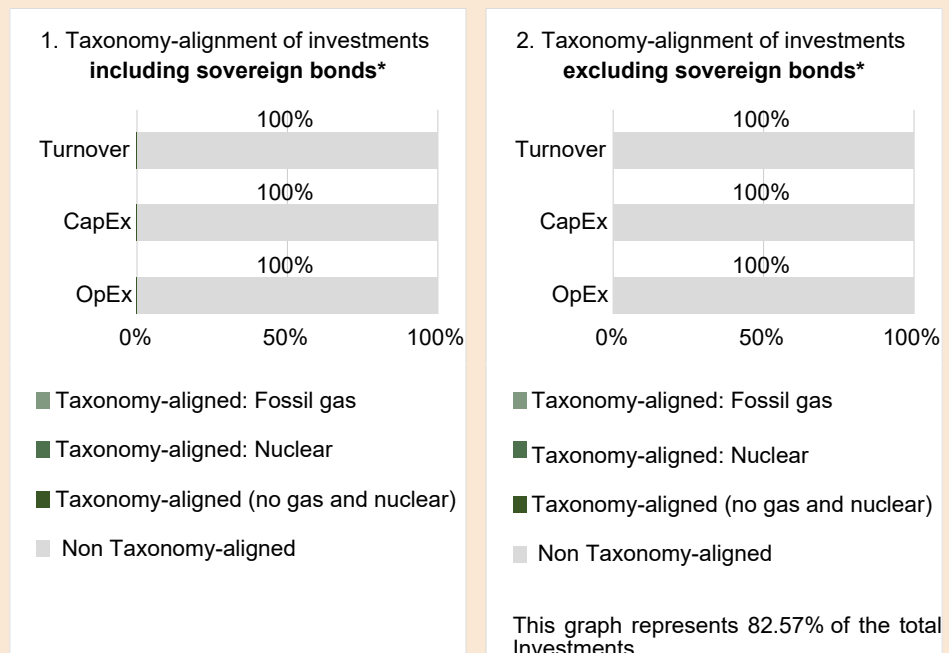 1. Taxonomy-alignment of investments
including sovereign bonds*
100%
Turnover
100%
CapEx
100%
OpEx
0% 50% 100%
Taxonomy-aligned: Fossil gas
Taxonomy-aligned: Nuclear
Taxonomy-aligned (no gas and nuclear)
Non Taxonomy-aligned
2. Taxonomy-alignment of investments
excluding sovereign bonds*
100%
Turnover
100%
CapEx
100%
OpEx
0% 50% 100%
Taxonomy-aligned: Fossil gas
Taxonomy-aligned: Nuclear
Taxonomy-aligned (no gas and nuclear)
Non Taxonomy-aligned
This graph represents 82.57% of the total
Investments